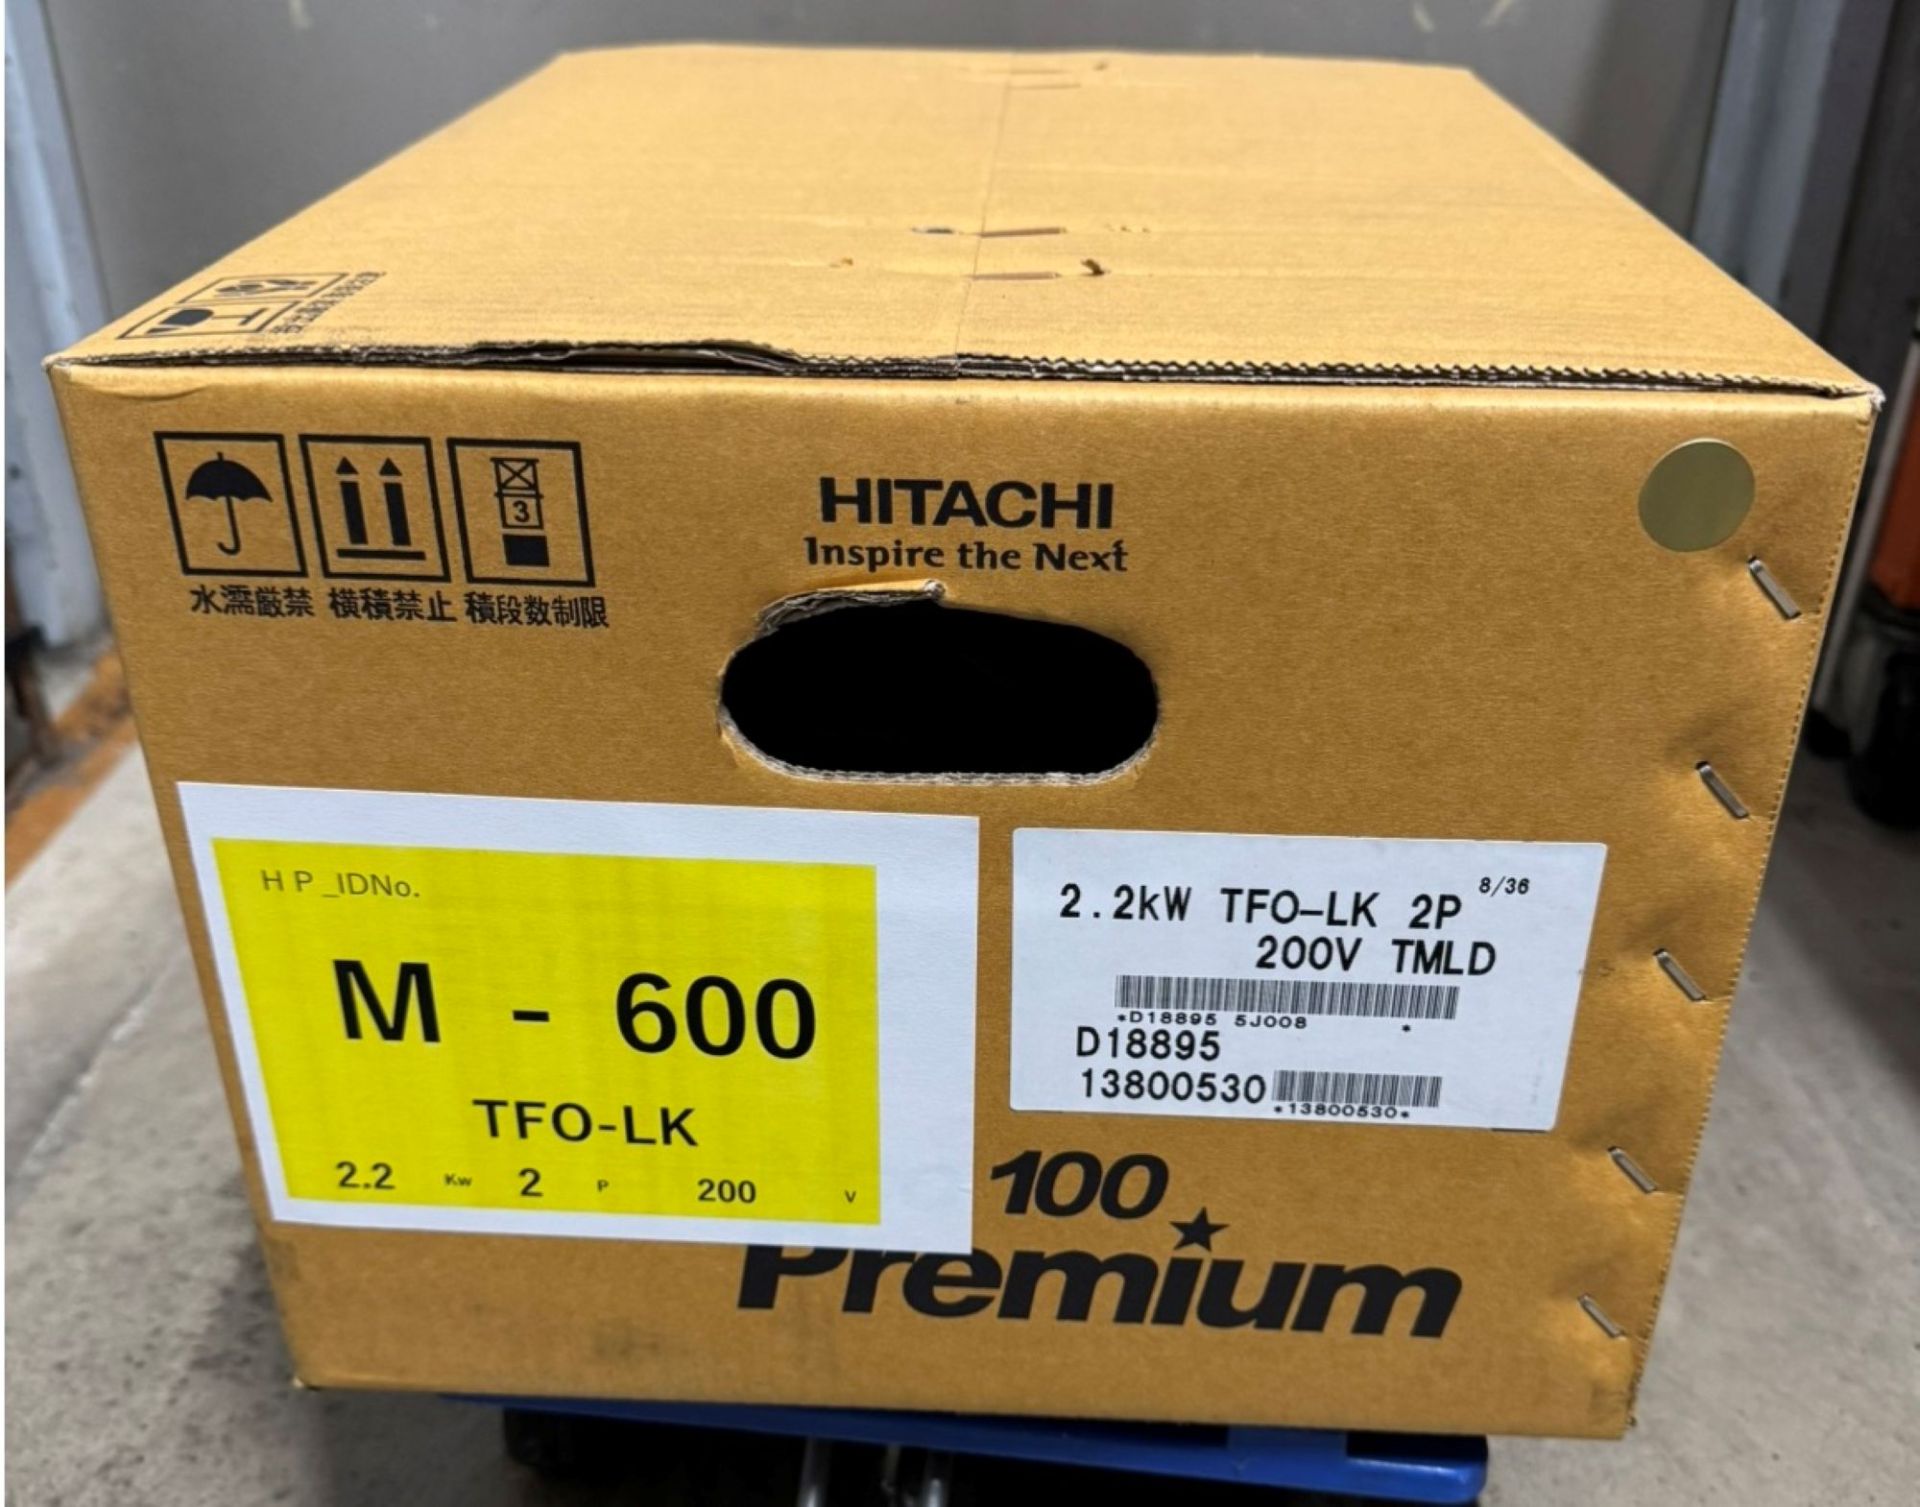 HITACHI
Inspire the Next
3
水濡厳禁 横積禁止 積段数制限
H P _IDNo.
M - 600
TFO-LK
2.2 Kw 2 P 200 V
2.2kW TFO-LK 2P 8/36
200V TMLD
*D18895 5J008 *
D18895
13800530
*13800530*
100
Premium